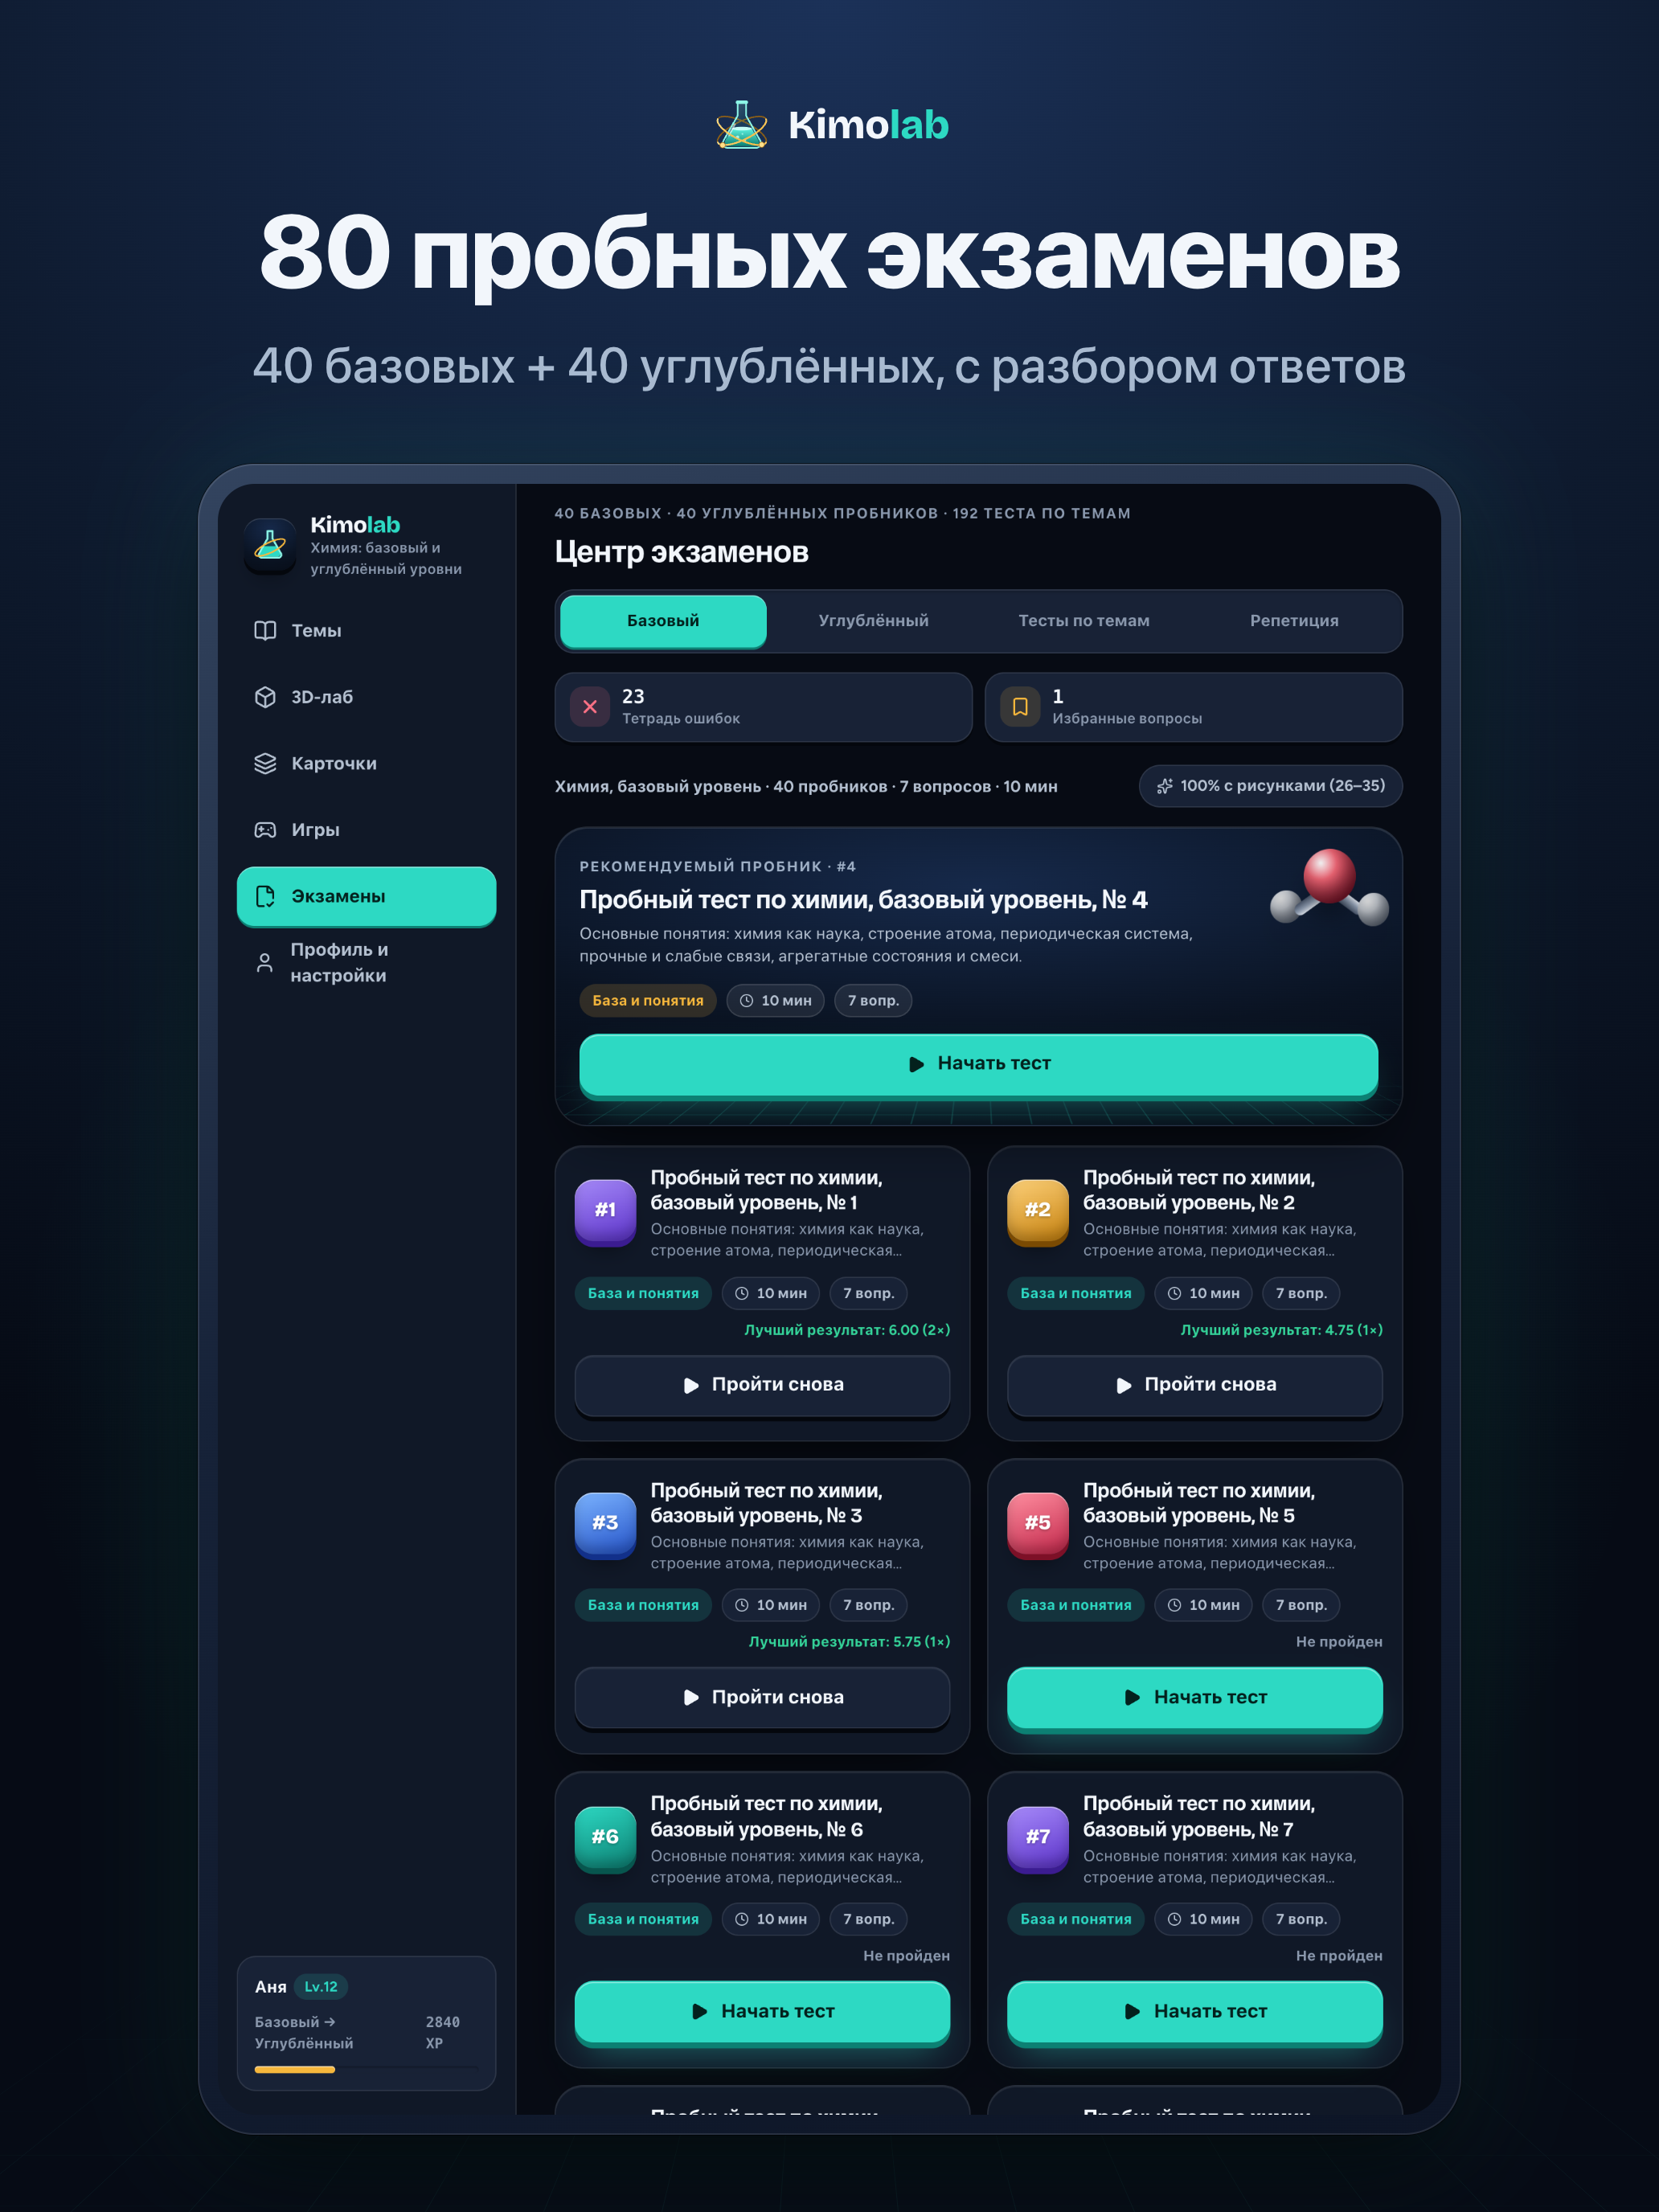 Kimolab
80 пробных экзаменов
40 базовых + 40 углублённых, с разбором ответов
Kimolab
Химия: базовый и
углублённый уровни
Темы
3D-лаб
Карточки
Игры
Экзамены
Профиль и
настройки
Аня Lv.12
Базовый → 2840
Углублённый XP
40 БАЗОВЫХ · 40 УГЛУБЛЁННЫХ ПРОБНИКОВ · 192 ТЕСТА ПО ТЕМАМ
Центр экзаменов
Базовый Углублённый Тесты по темам Репетиция
23
Тетрадь ошибок
1
Избранные вопросы
Химия, базовый уровень · 40 пробников · 7 вопросов · 10 мин
100% с рисунками (26–35)
РЕКОМЕНДУЕМЫЙ ПРОБНИК · #4
Пробный тест по химии, базовый уровень, № 4
Основные понятия: химия как наука, строение атома, периодическая система,
прочные и слабые связи, агрегатные состояния и смеси.
База и понятия 10 мин 7 вопр.
Начать тест
#1
Пробный тест по химии,
базовый уровень, № 1
Основные понятия: химия как наука,
строение атома, периодическая…
База и понятия 10 мин 7 вопр.
Лучший результат: 6.00 (2×)
Пройти снова
#2
Пробный тест по химии,
базовый уровень, № 2
Основные понятия: химия как наука,
строение атома, периодическая…
База и понятия 10 мин 7 вопр.
Лучший результат: 4.75 (1×)
Пройти снова
#3
Пробный тест по химии,
базовый уровень, № 3
Основные понятия: химия как наука,
строение атома, периодическая…
База и понятия 10 мин 7 вопр.
Лучший результат: 5.75 (1×)
Пройти снова
#5
Пробный тест по химии,
базовый уровень, № 5
Основные понятия: химия как наука,
строение атома, периодическая…
База и понятия 10 мин 7 вопр.
Не пройден
Начать тест
#6
Пробный тест по химии,
базовый уровень, № 6
Основные понятия: химия как наука,
строение атома, периодическая…
База и понятия 10 мин 7 вопр.
Не пройден
Начать тест
#7
Пробный тест по химии,
базовый уровень, № 7
Основные понятия: химия как наука,
строение атома, периодическая…
База и понятия 10 мин 7 вопр.
Не пройден
Начать тест